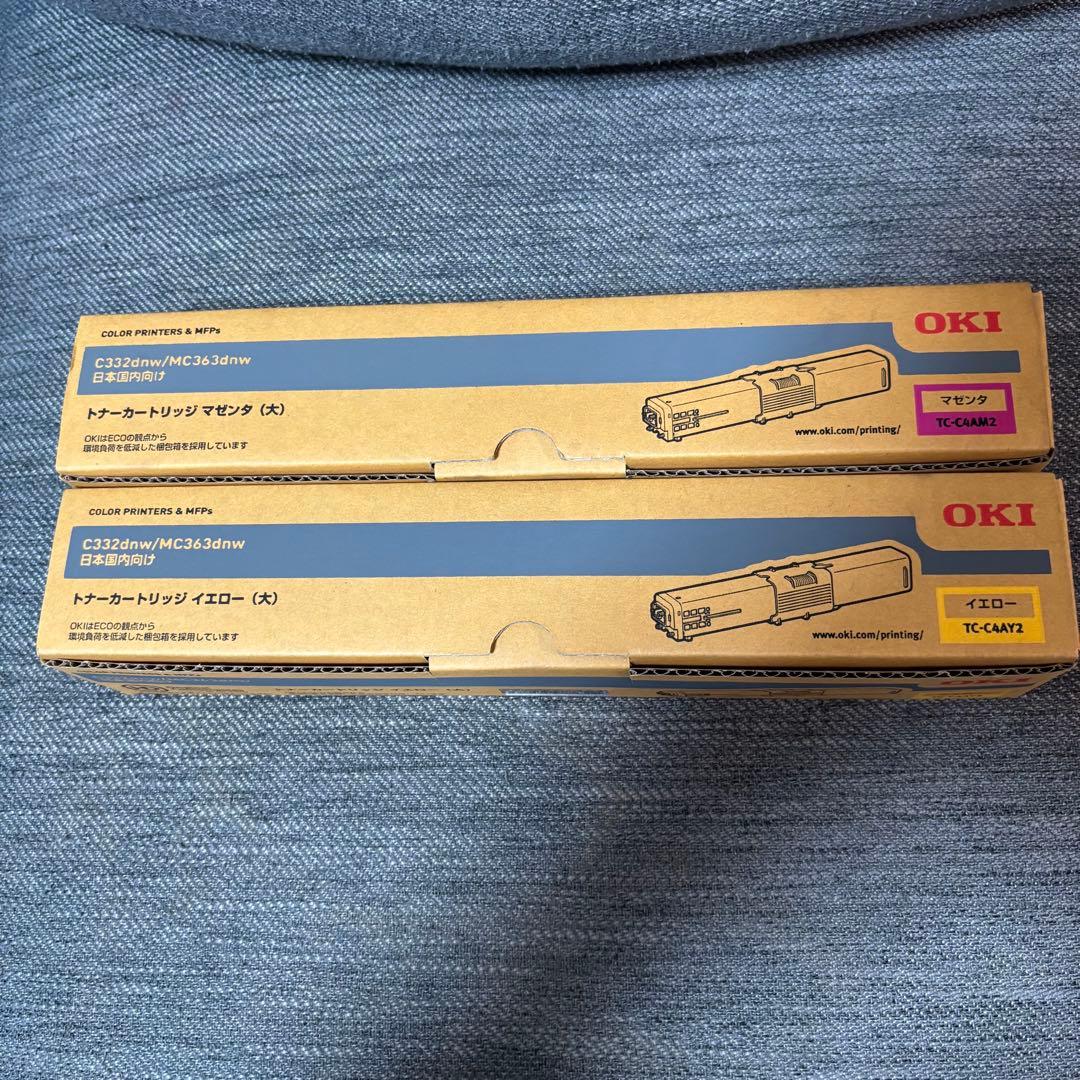 COLOR PRINTERS & MFPs
OKI
C332dnw/MC363dnw
日本国内向け
トナーカートリッジ マゼンタ（大）
OKIはECOの観点から
環境負荷を低減した梱包箱を採用しています
www.oki.com/printing/
マゼンタ
TC-C4AM2
COLOR PRINTERS & MFPs
OKI
C332dnw/MC363dnw
日本国内向け
トナーカートリッジ イエロー（大）
OKIはECOの観点から
環境負荷を低減した梱包箱を採用しています
www.oki.com/printing/
イエロー
TC-C4AY2
OKI